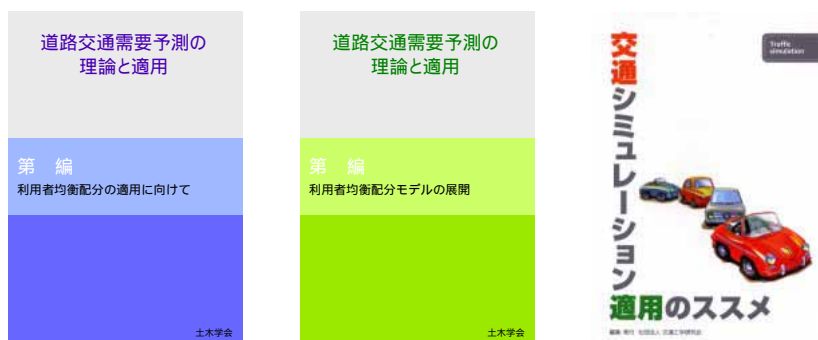 道路交通需要予測の
理論と適用
第　編
利用者均衡配分の適用に向けて
土木学会
道路交通需要予測の
理論と適用
第　編
利用者均衡配分モデルの展開
土木学会
Traffic
simulation
交通シミュレーション
適用のススメ